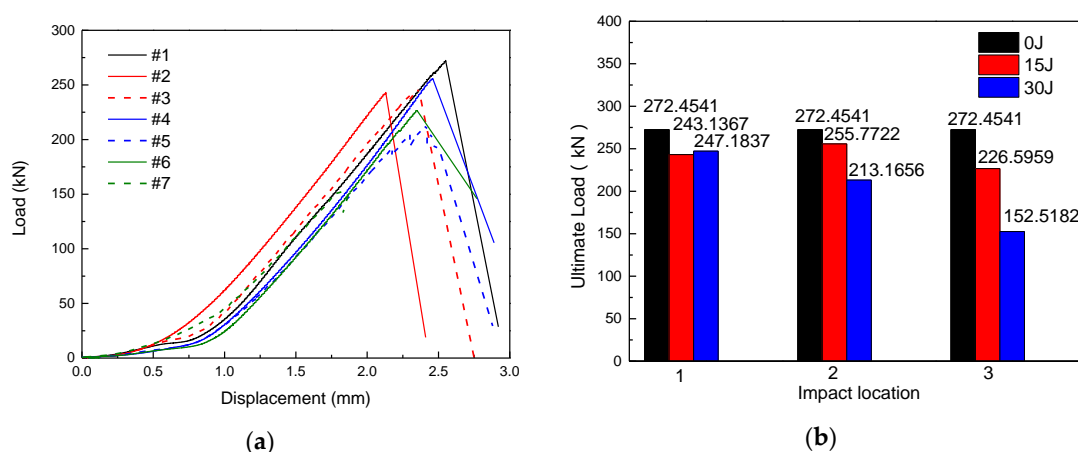 300
250
200
150
100
50
0
Load (kN)
#1
#2
#3
#4
#5
#6
#7
0.0 0.5 1.0 1.5 2.0 2.5 3.0
Displacement (mm)
(a)
400
350
300
250
200
150
100
50
0
Ultimate Load ( kN )
0J
15J
30J
272.4541 272.4541 272.4541
243.1367 255.7722 226.5959
247.1837 213.1656 152.5182
1 2 3
Impact location
(b)